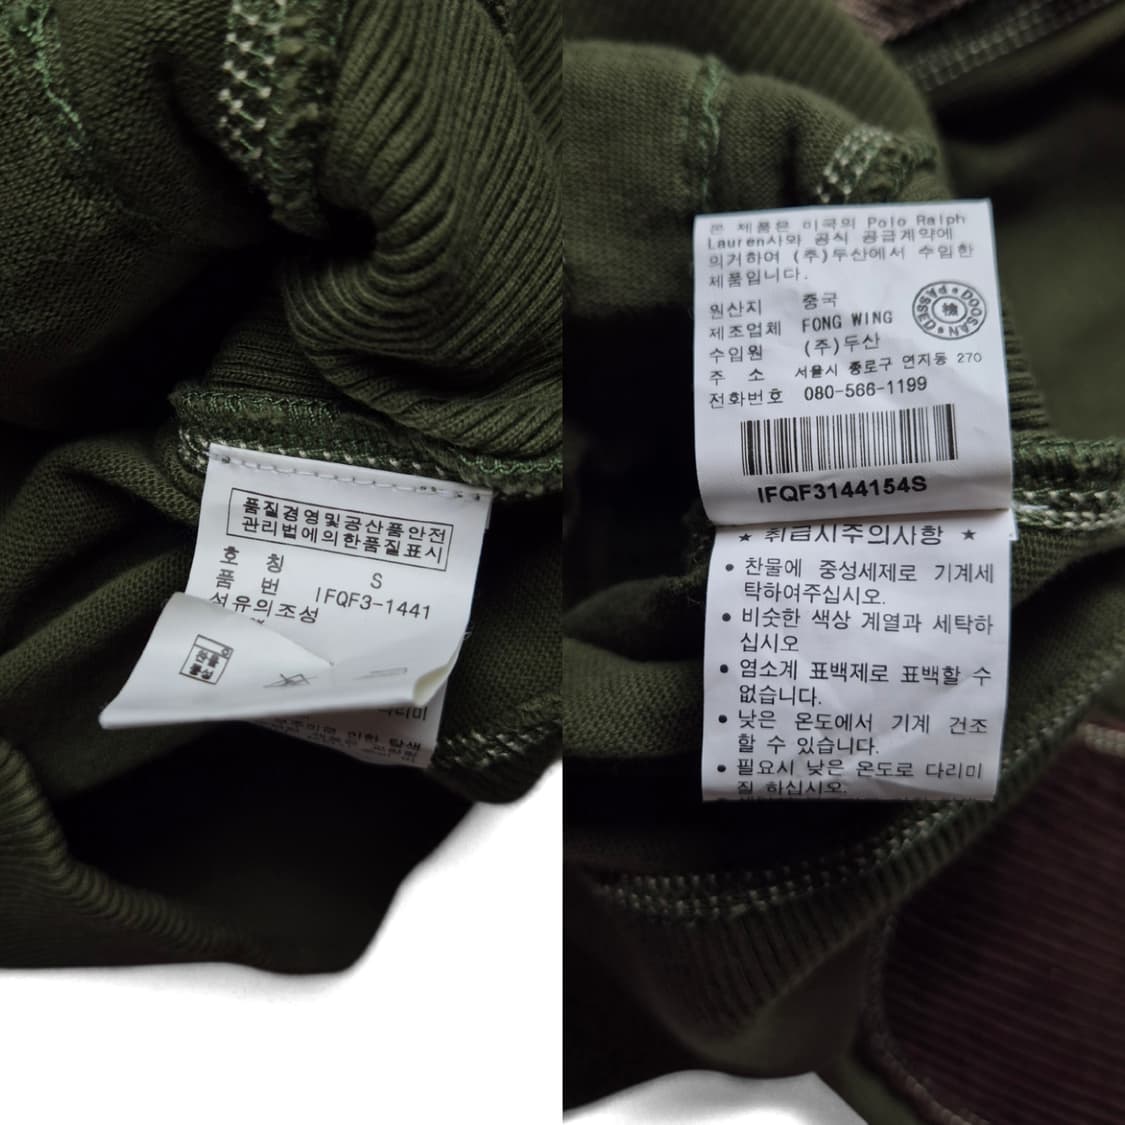 품질경영및공산품안전
관리법에의한품질표시
호 칭 S
품 번 IFQF3-1441
섬유의조성
본 제품은 미국의 Polo Ralph
Lauren사와 공식 공급계약에
의거하여 (주)두산에서 수입한
제품입니다.
원산지 중국
제조업체 FONG WING
수입원 (주)두산
주 소 서울시 종로구 연지동 270
전화번호 080-566-1199
PASSED DOOSAN
檢
IFQF3144154S
★ 취급시주의사항 ★
• 찬물에 중성세제로 기계세
탁하여주십시오.
• 비슷한 색상 계열과 세탁하
십시오
• 염소계 표백제로 표백할 수
없습니다.
• 낮은 온도에서 기계 건조
할 수 있습니다.
• 필요시 낮은 온도로 다리미
질 하십시오.